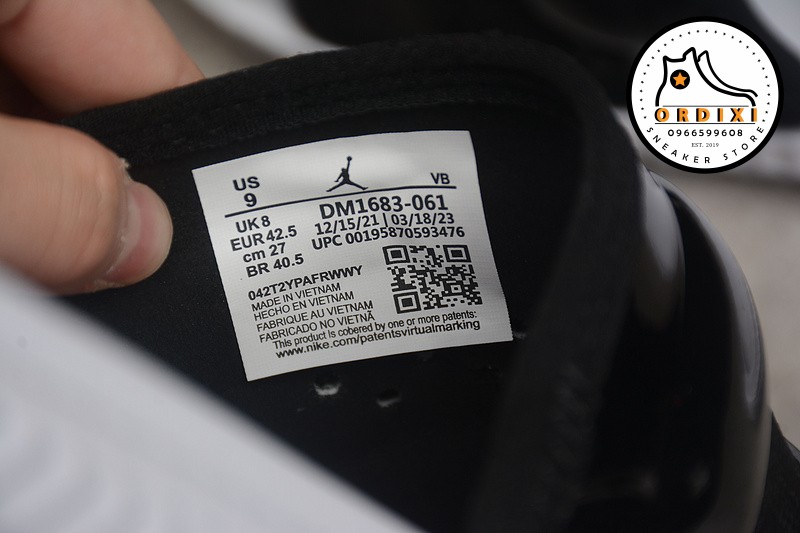 US
9
VB
UK 8
EUR 42.5
cm 27
BR 40.5
DM1683-061
12/15/21 | 03/18/23
UPC 00195870593476
042T2YPAFRWWY
MADE IN VIETNAM
HECHO EN VIETNAM
FABRIQUE AU VIETNAM
FABRICADO NO VIETNÃ
This product is cobered by one or more patents:
www.nike.com/patentsvirtualmarking
ORDIXI
0966599608
EST. 2019
SNEAKER STORE